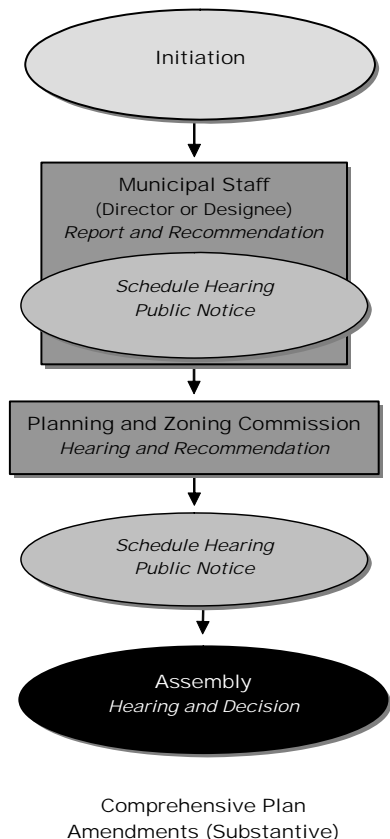 Initiation
Municipal Staff
(Director or Designee)
Report and Recommendation
Schedule Hearing
Public Notice
Planning and Zoning Commission
Hearing and Recommendation
Schedule Hearing
Public Notice
Assembly
Hearing and Decision
Comprehensive Plan
Amendments (Substantive)